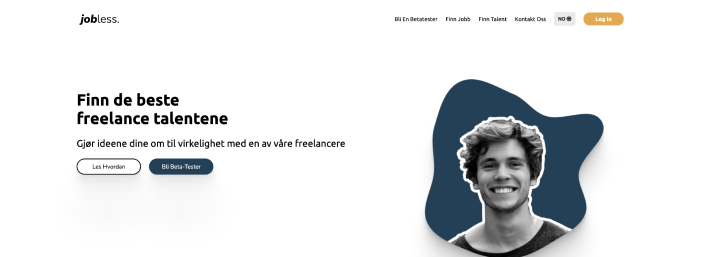 jobless.
Bli En Betatester Finn Jobb Finn Talent Kontakt Oss NO Log In
Finn de beste
freelance talentene
Gjør ideene dine om til virkelighet med en av våre freelancere
Les Hvordan Bli Beta-Tester